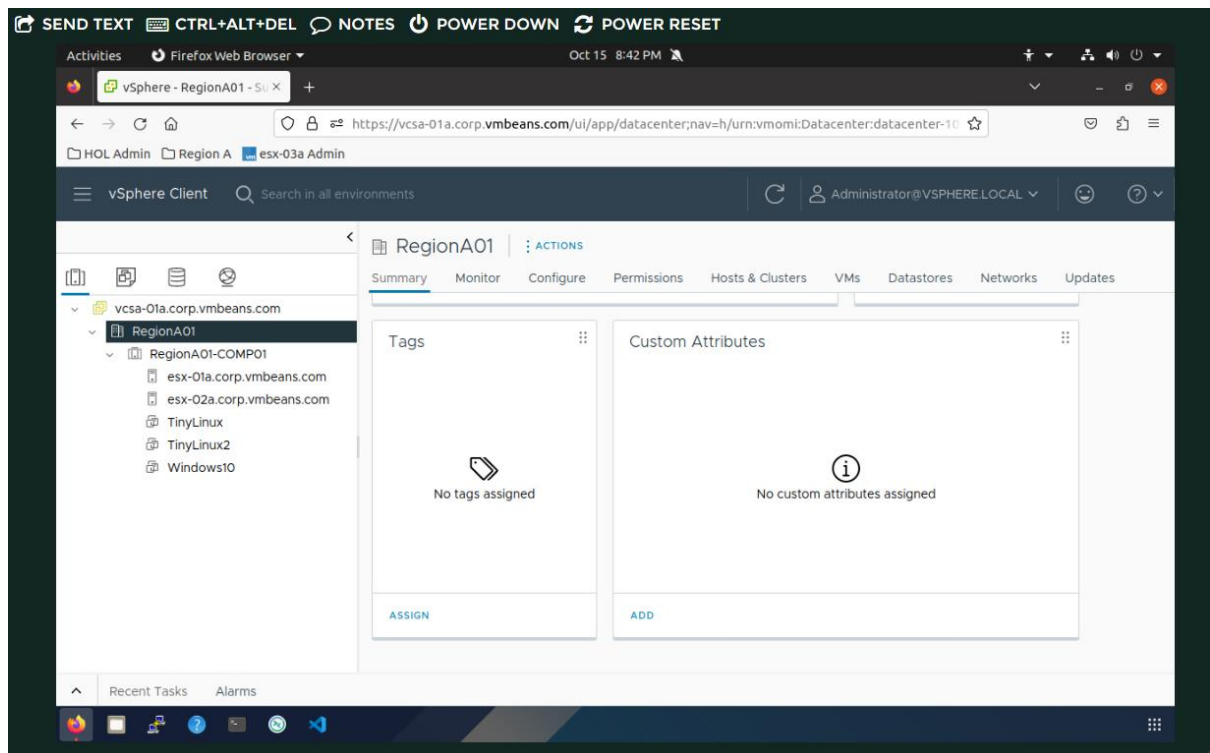 SEND TEXT CTRL+ALT+DEL NOTES POWER DOWN POWER RESET
Activities Firefox Web Browser Oct 15 8:42 PM
vSphere - RegionA01 - Su
https://vcsa-01a.corp.vmbeans.com/ui/app/datacenter;nav=h/urn:vmomi:Datacenter:datacenter-10
HOL Admin Region A vm esx-03a Admin
vSphere Client Search in all environments Administrator@VSPHERE.LOCAL
RegionA01 ACTIONS
Summary Monitor Configure Permissions Hosts & Clusters VMs Datastores Networks Updates
vcsa-01a.corp.vmbeans.com
RegionA01
RegionA01-COMP01
esx-01a.corp.vmbeans.com
esx-02a.corp.vmbeans.com
TinyLinux
TinyLinux2
Windows10
Tags
No tags assigned
ASSIGN
Custom Attributes
No custom attributes assigned
ADD
Recent Tasks Alarms